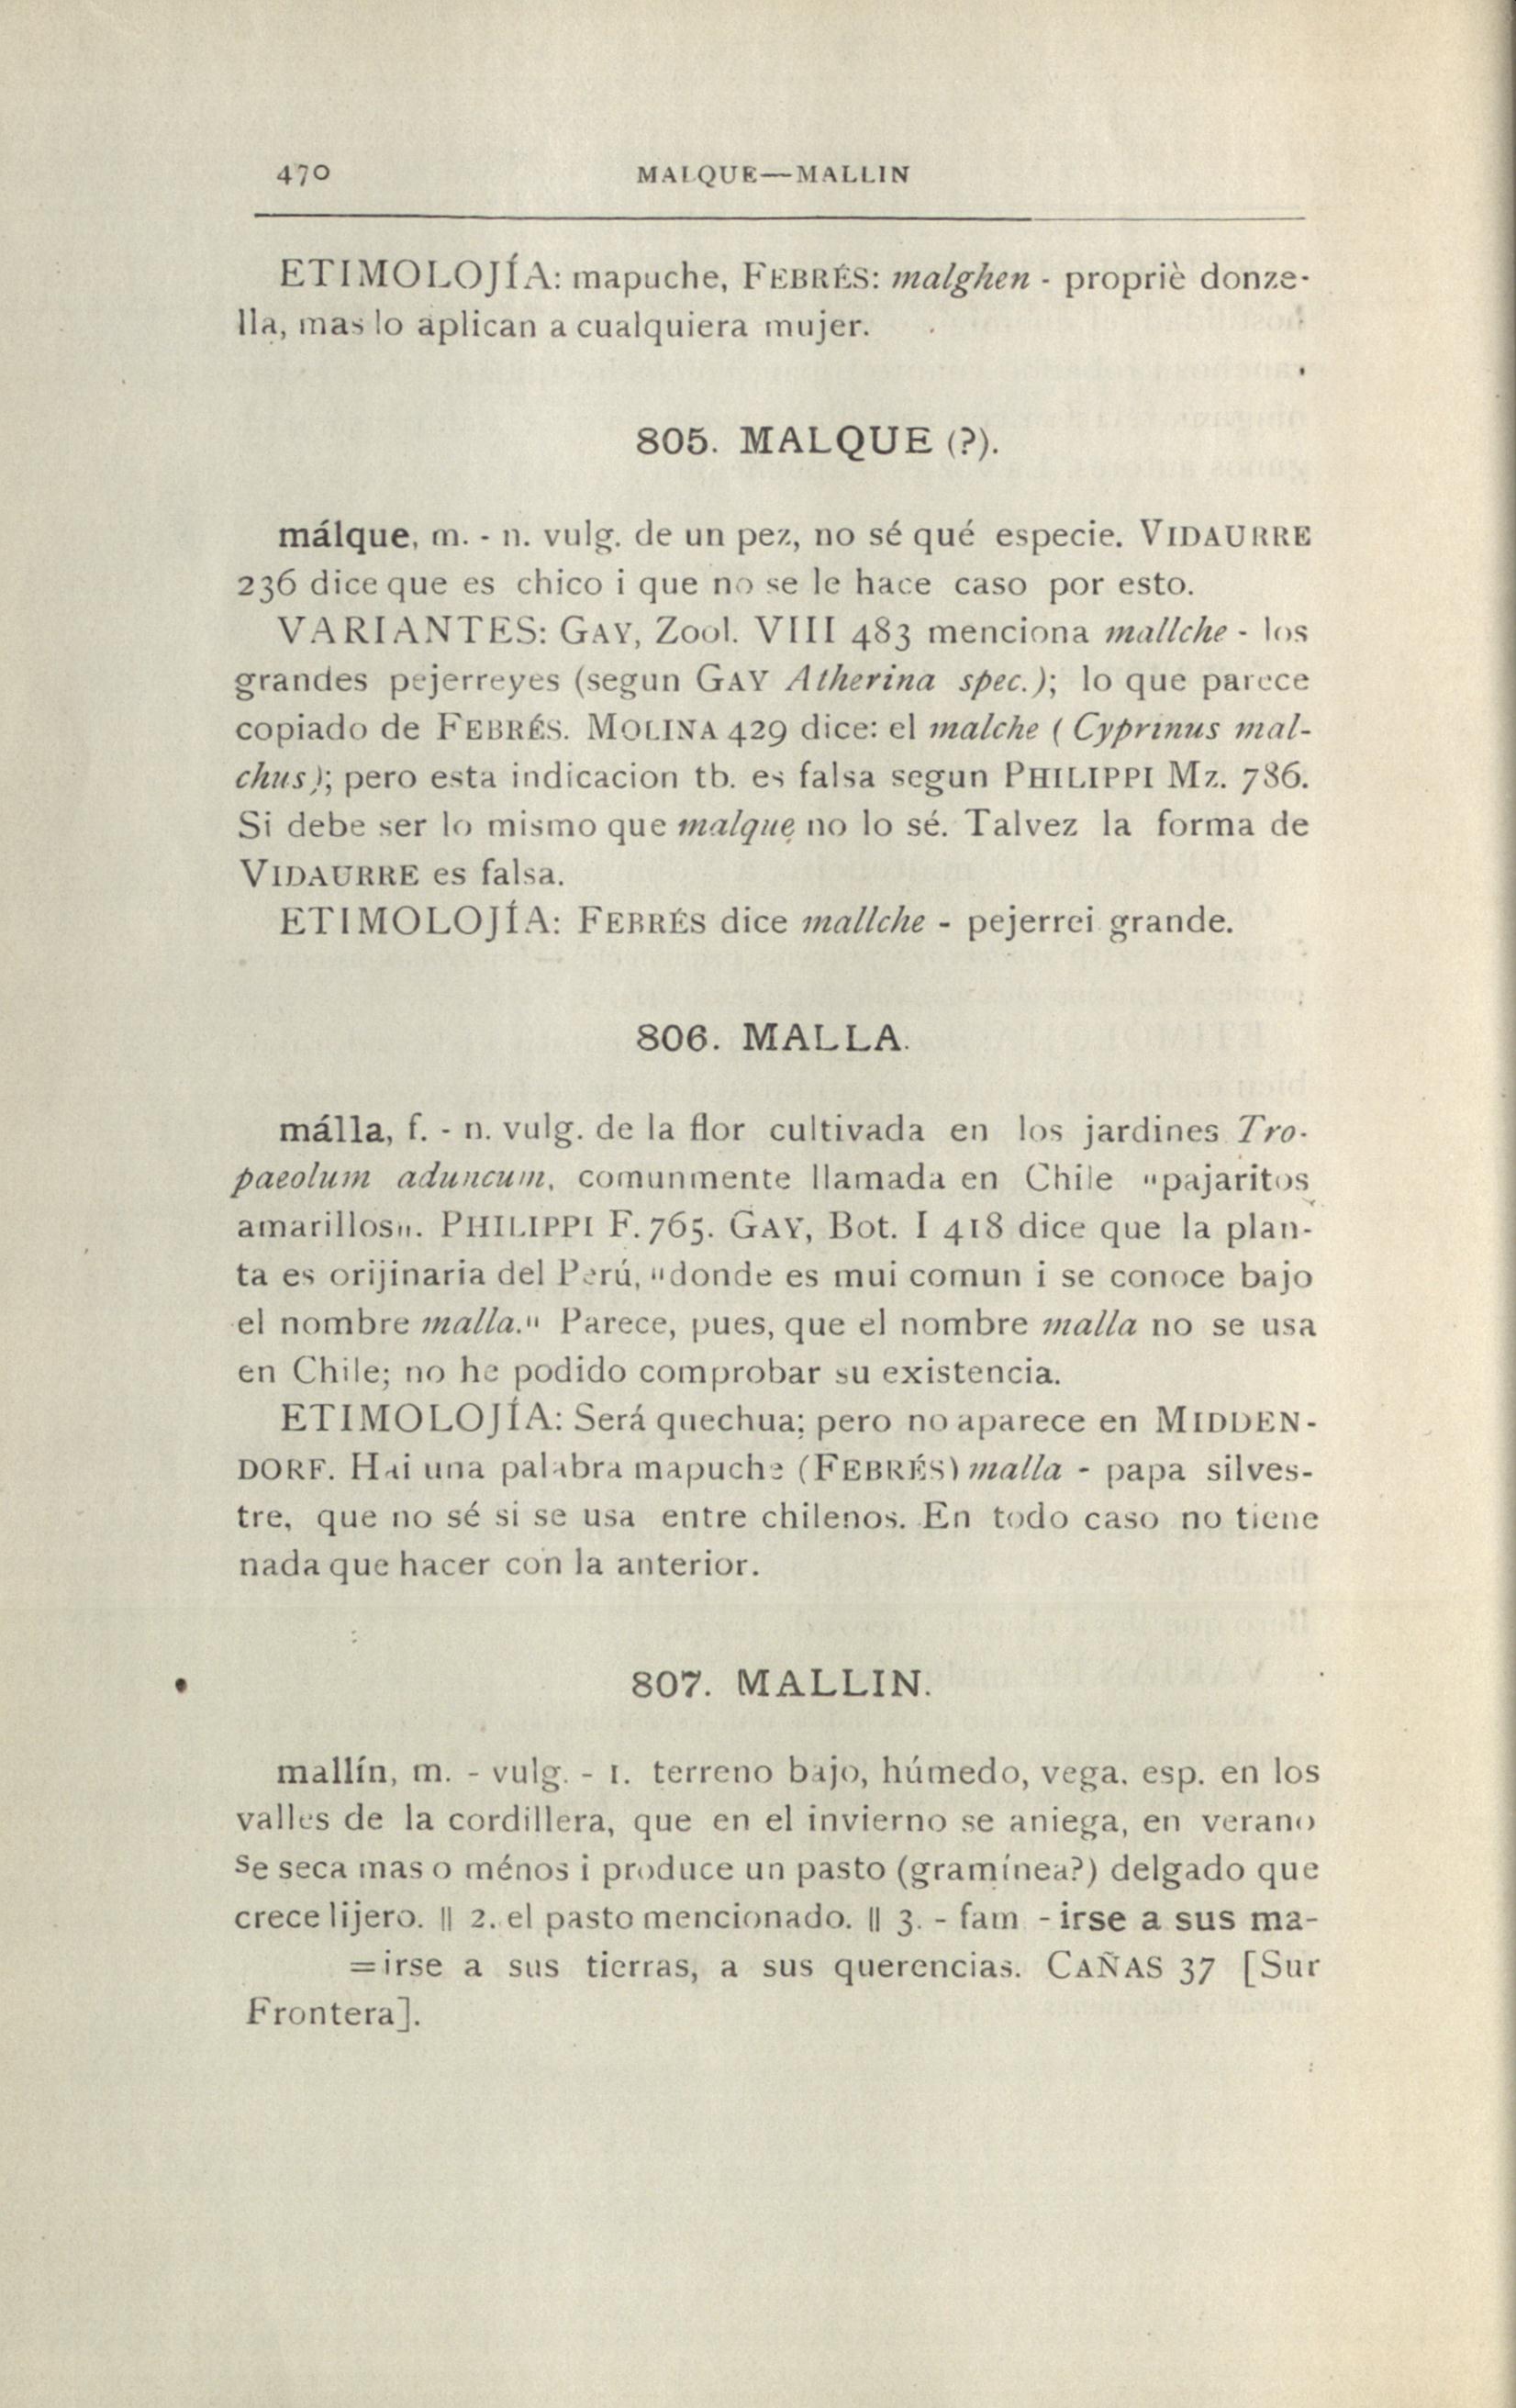 470 MALQUE—MALLIN
ETIMOLOJÍA: mapuche, FEBRÉS: malghen - propriè donze-
lla, mas lo aplican a cualquiera mujer.
805. MALQUE (?).
málque, m. - n. vulg. de un pez, no sé qué especie. VIDAURRE
236 dice que es chico i que no se le hace caso por esto.
VARIANTES: GAY, Zool. VIII 483 menciona mallche - los
grandes pejerreyes (segun GAY Atherina spec.); lo que parece
copiado de FEBRÉS. MOLINA 429 dice: el malche (Cyprinus mal-
chus); pero esta indicacion tb. es falsa segun PHILIPPI Mz. 786.
Si debe ser lo mismo que malque no lo sé. Talvez la forma de
VIDAURRE es falsa.
ETIMOLOJÍA: FEBRÉS dice mallche - pejerrei grande.
806. MALLA.
málla, f. - n. vulg. de la flor cultivada en los jardines Tro-
paeolum aduncum, comunmente llamada en Chile "pajaritos
amarillos". PHILIPPI F. 765. GAY, Bot. I 418 dice que la plan-
ta es orijinaria del Perú, "donde es mui comun i se conoce bajo
el nombre malla." Parece, pues, que el nombre malla no se usa
en Chile; no he podido comprobar su existencia.
ETIMOLOJÍA: Será quechua; pero no aparece en MIDDEN-
DORF. Hai una palabra mapuche (FEBRÉS) malla - papa silves-
tre, que no sé si se usa entre chilenos. En todo caso no tiene
nada que hacer con la anterior.
807. MALLIN.
mallín, m. - vulg. - 1. terreno bajo, húmedo, vega. esp. en los
valles de la cordillera, que en el invierno se aniega, en verano
se seca mas o ménos i produce un pasto (gramínea?) delgado que
crece lijero. || 2. el pasto mencionado. || 3. - fam - irse a sus ma-
=irse a sus tierras, a sus querencias. CAÑAS 37 [Sur
Frontera].